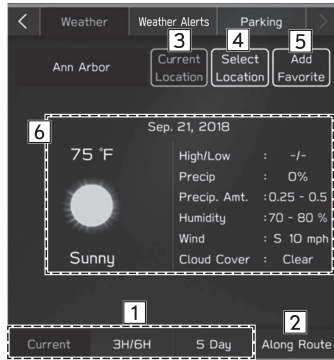 < Weather Weather Alerts Parking >
3 4 5
Ann Arbor Current Location Select Location Add Favorite
6
Sep. 21, 2018
75 °F
Sunny
High/Low : -/-
Precip : 0%
Precip. Amt. : 0.25 - 0.5
Humidity : 70 - 80 %
Wind : S 10 mph
Cloud Cover : Clear
1 2
Current 3H/6H 5 Day Along Route